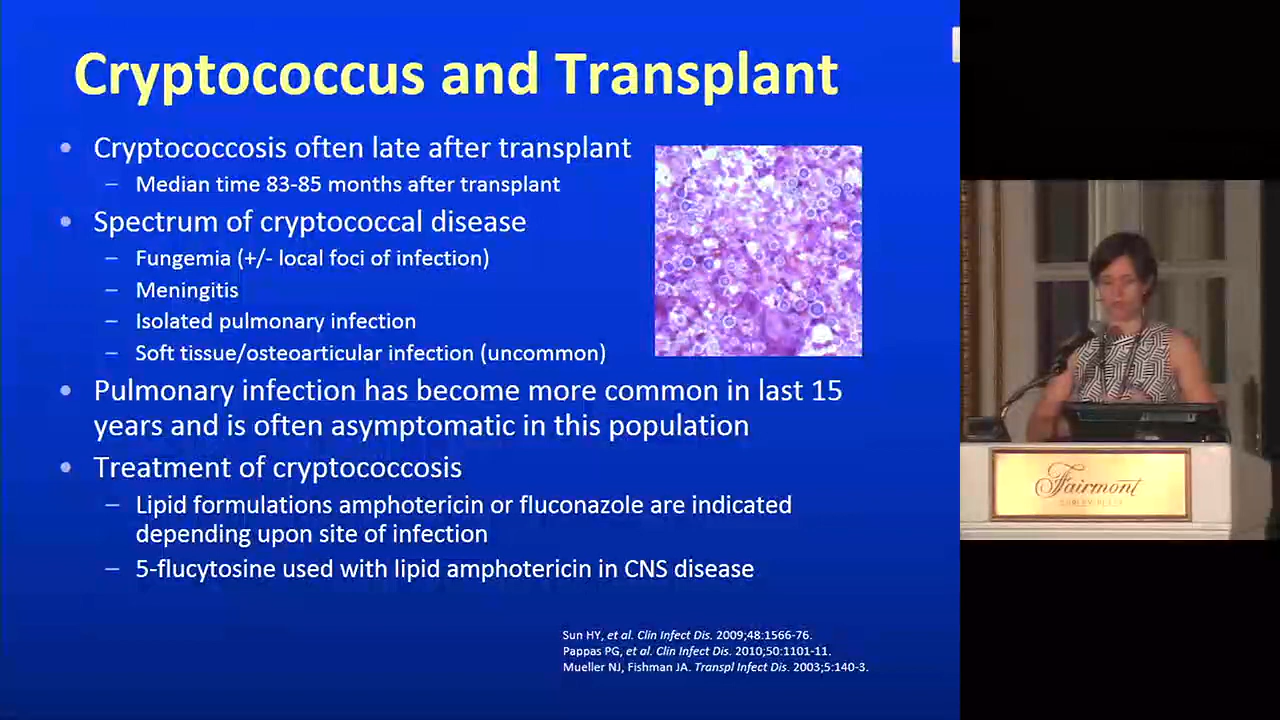 Cryptococcus and Transplant
• Cryptococcosis often late after transplant
– Median time 83-85 months after transplant
• Spectrum of cryptococcal disease
– Fungemia (+/- local foci of infection)
– Meningitis
– Isolated pulmonary infection
– Soft tissue/osteoarticular infection (uncommon)
• Pulmonary infection has become more common in last 15
years and is often asymptomatic in this population
• Treatment of cryptococcosis
– Lipid formulations amphotericin or fluconazole are indicated
depending upon site of infection
– 5-flucytosine used with lipid amphotericin in CNS disease
Sun HY, et al. Clin Infect Dis. 2009;48:1566-76.
Pappas PG, et al. Clin Infect Dis. 2010;50:1101-11.
Mueller NJ, Fishman JA. Transpl Infect Dis. 2003;5:140-3.
Fairmont